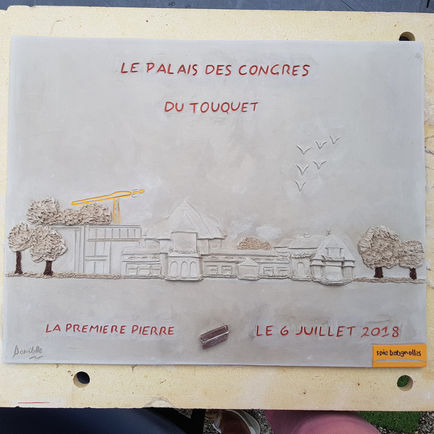 LE PALAIS DES CONGRES
DU TOUQUET
LA PREMIERE PIERRE
LE 6 JUILLET 2018
spie batignolles